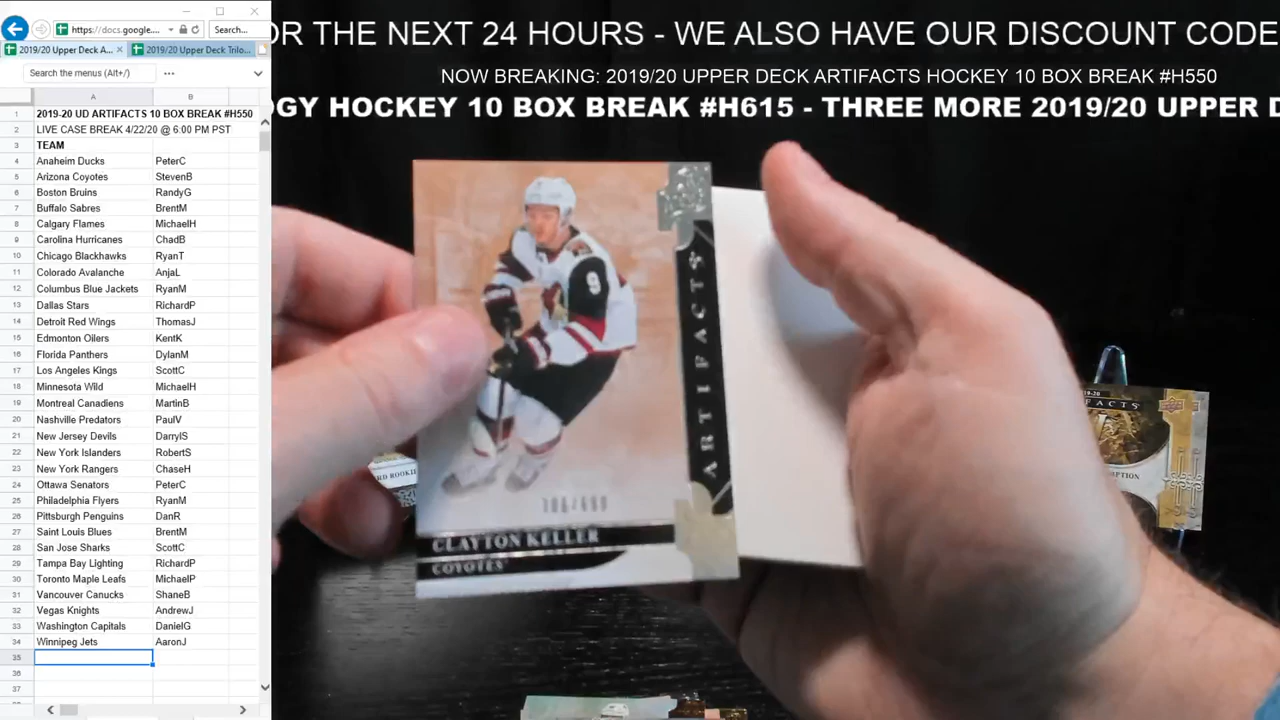 https://docs.google. Search...
2019/20 Upper Deck A... 2019/20 Upper Deck Trilo...
Search the menus (Alt+/)
A B
1 2019-20 UD ARTIFACTS 10 BOX BREAK #H550
2 LIVE CASE BREAK 4/22/20 @ 6:00 PM PST
3 TEAM
4 Anaheim Ducks PeterC
5 Arizona Coyotes StevenB
6 Boston Bruins RandyG
7 Buffalo Sabres BrentM
8 Calgary Flames MichaelH
9 Carolina Hurricanes ChadB
10 Chicago Blackhawks RyanT
11 Colorado Avalanche AnjaL
12 Columbus Blue Jackets RyanM
13 Dallas Stars RichardP
14 Detroit Red Wings ThomasJ
15 Edmonton Oilers KentK
16 Florida Panthers DylanM
17 Los Angeles Kings ScottC
18 Minnesota Wild MichaelH
19 Montreal Canadiens MartinB
20 Nashville Predators PaulV
21 New Jersey Devils DarrylS
22 New York Islanders RobertS
23 New York Rangers ChaseH
24 Ottawa Senators PeterC
25 Philadelphia Flyers RyanM
26 Pittsburgh Penguins DanR
27 Saint Louis Blues BrentM
28 San Jose Sharks ScottC
29 Tampa Bay Lighting RichardP
30 Toronto Maple Leafs MichaelP
31 Vancouver Canucks ShaneB
32 Vegas Knights AndrewJ
33 Washington Capitals DanielG
34 Winnipeg Jets AaronJ
35
36
37
OR THE NEXT 24 HOURS - WE ALSO HAVE OUR DISCOUNT CODE
NOW BREAKING: 2019/20 UPPER DECK ARTIFACTS HOCKEY 10 BOX BREAK #H550
OGY HOCKEY 10 BOX BREAK #H615 - THREE MORE 2019/20 UPPER D
ARTIFACTS
9
CLAYTON KELLER
COYOTES